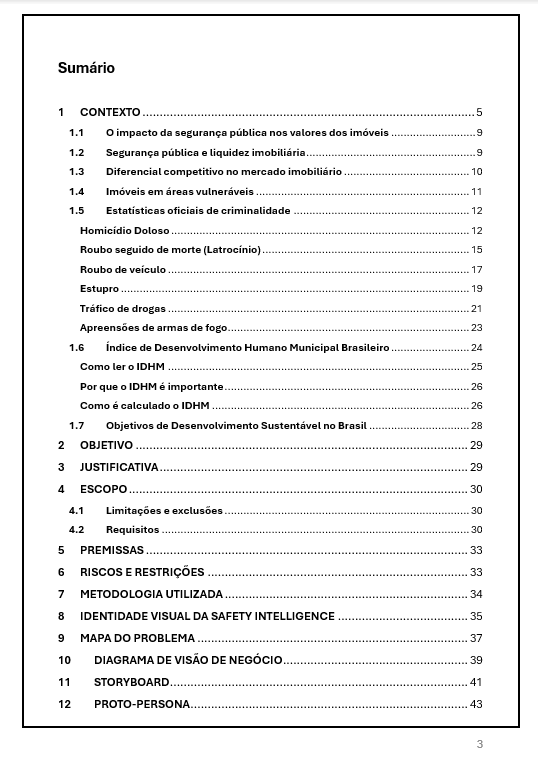 Sumário
1 CONTEXTO 5
1.1 O impacto da segurança pública nos valores dos imóveis 9
1.2 Segurança pública e liquidez imobiliária 9
1.3 Diferencial competitivo no mercado imobiliário 10
1.4 Imóveis em áreas vulneráveis 11
1.5 Estatísticas oficiais de criminalidade 12
Homicídio Doloso 12
Roubo seguido de morte (Latrocínio) 15
Roubo de veículo 17
Estupro 19
Tráfico de drogas 21
Apreensões de armas de fogo 23
1.6 Índice de Desenvolvimento Humano Municipal Brasileiro 24
Como ler o IDHM 25
Por que o IDHM é importante 26
Como é calculado o IDHM 26
1.7 Objetivos de Desenvolvimento Sustentável no Brasil 28
2 OBJETIVO 29
3 JUSTIFICATIVA 29
4 ESCOPO 30
4.1 Limitações e exclusões 30
4.2 Requisitos 30
5 PREMISSAS 33
6 RISCOS E RESTRIÇÕES 33
7 METODOLOGIA UTILIZADA 34
8 IDENTIDADE VISUAL DA SAFETY INTELLIGENCE 35
9 MAPA DO PROBLEMA 37
10 DIAGRAMA DE VISÃO DE NEGÓCIO 39
11 STORYBOARD 41
12 PROTO-PERSONA 43
3